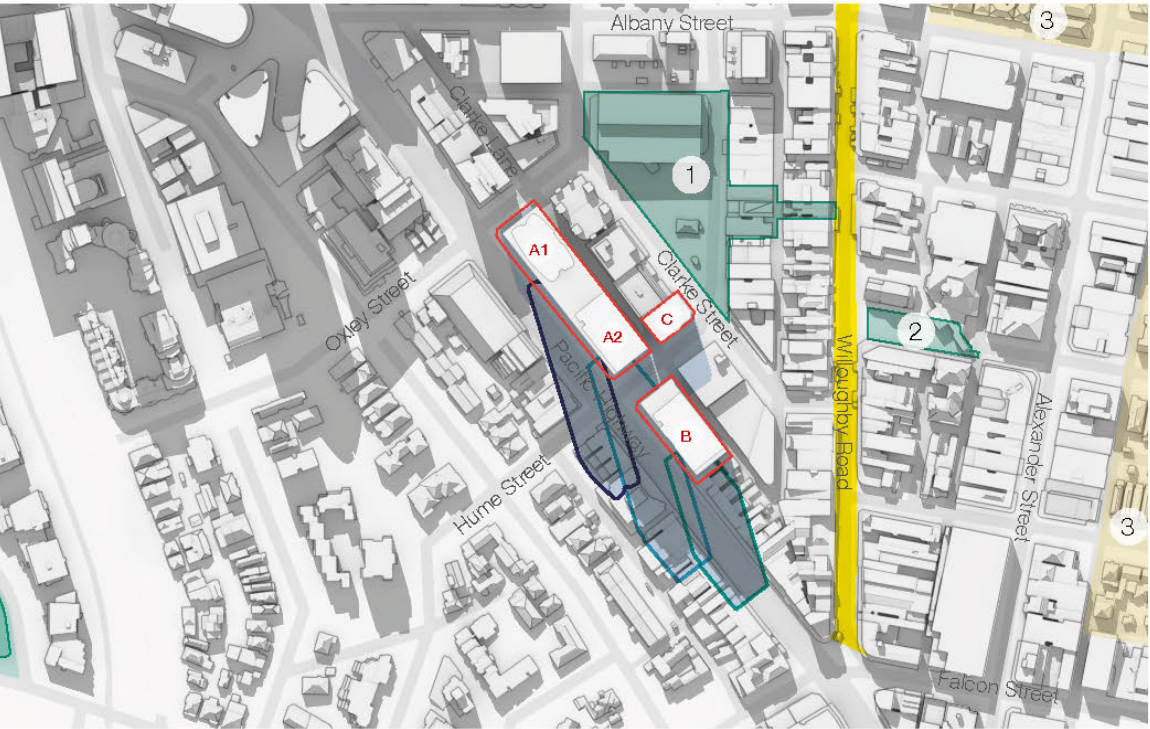 Albany Street
3
Clarke Lane
1
A1
Clarke Street
Oxley Street
C
A2
2
Pacific Highway
Willoughby Road
B
Alexander Street
Hume Street
3
Falcon Street